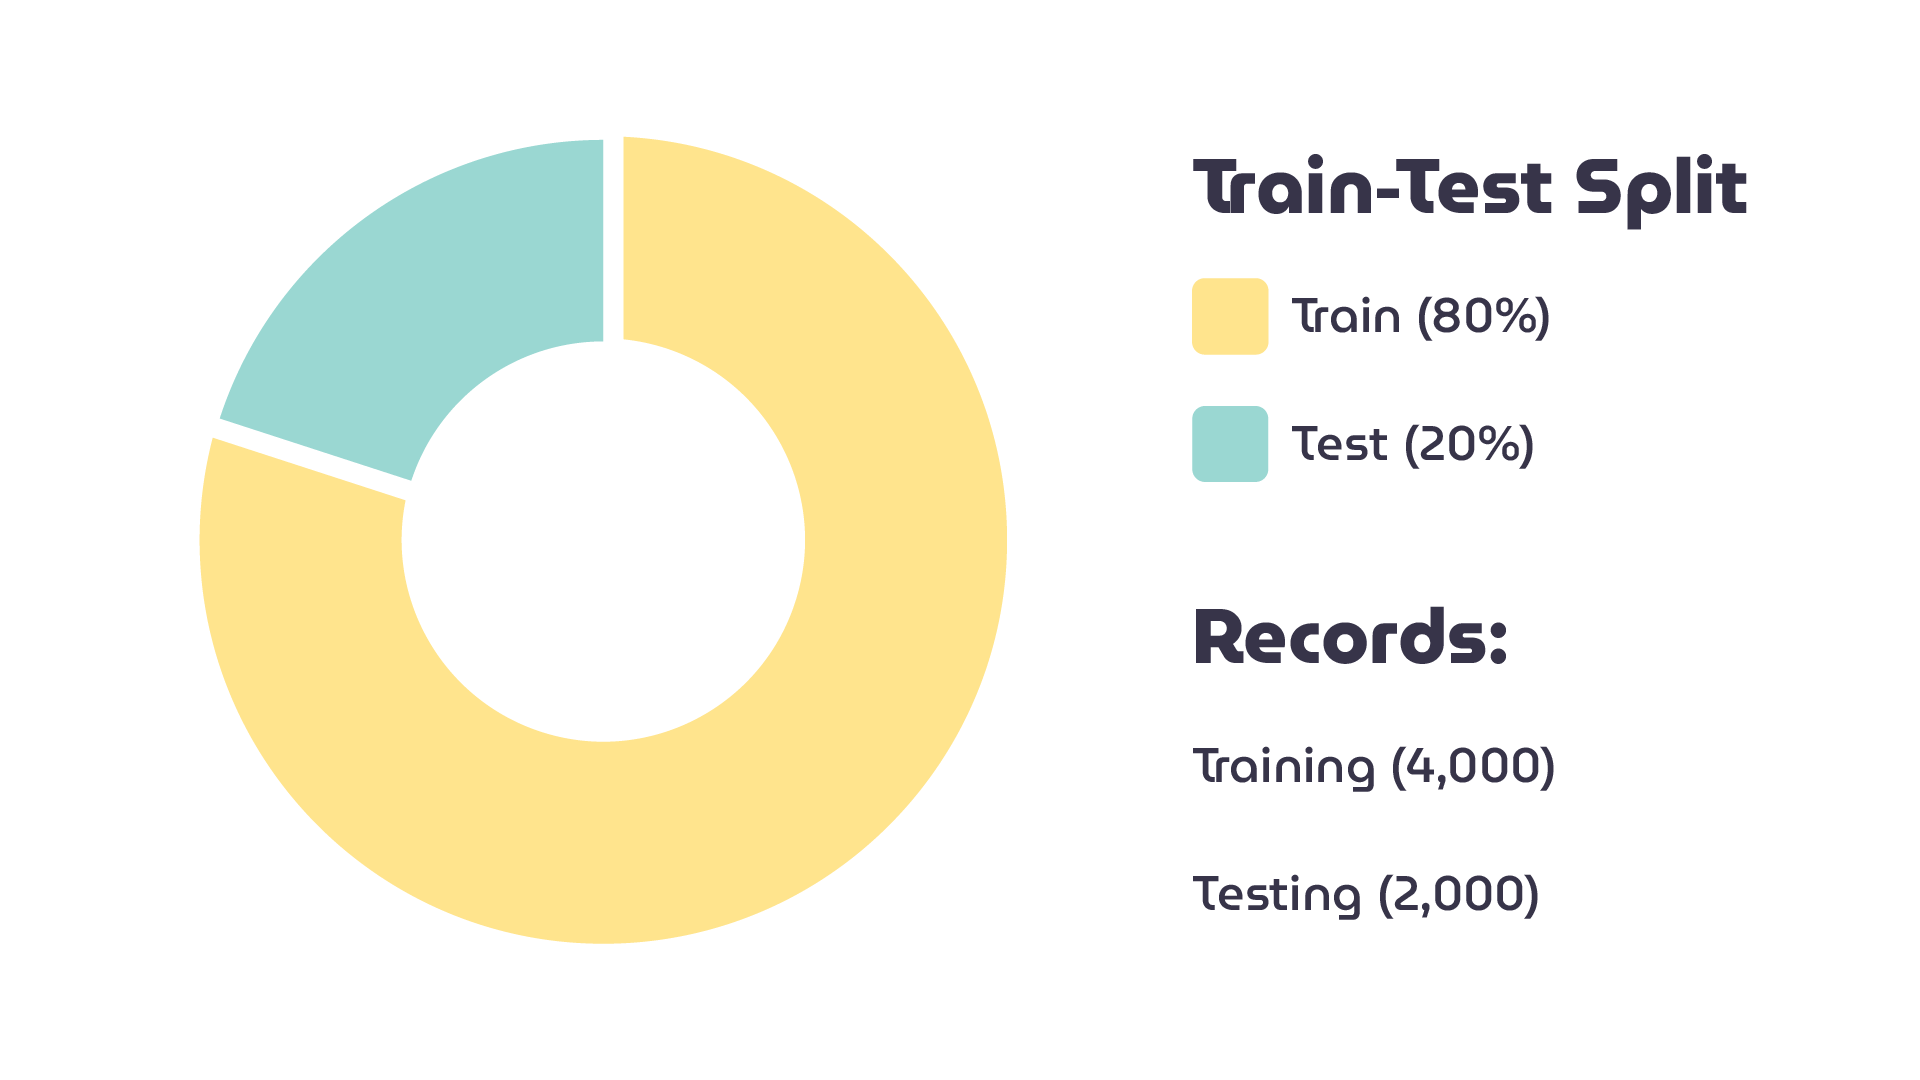 Train-Test Split
Train (80%)
Test (20%)
Records:
Training (4,000)
Testing (2,000)